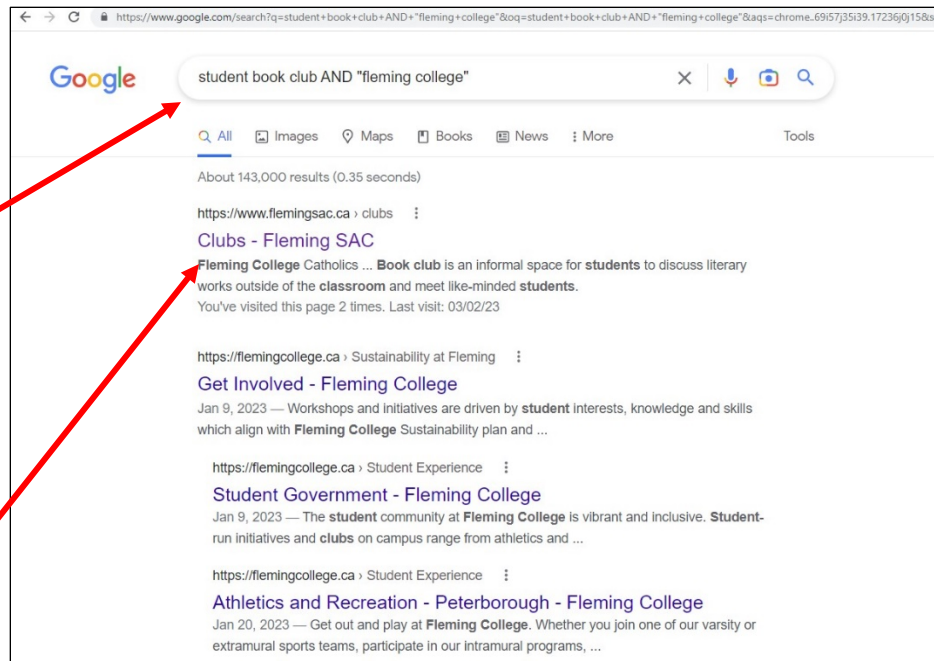 https://www.google.com/search?q=student+book+club+AND+"fleming+college"&oq=student+book+club+AND+"fleming+college"&aqs=chrome..69i57j35i39.17236j0j15&s
Google
student book club AND "fleming college"
All Images Maps Books News More Tools
About 143,000 results (0.35 seconds)
https://www.flemingsac.ca › clubs
Clubs - Fleming SAC
Fleming College Catholics ... Book club is an informal space for students to discuss literary
works outside of the classroom and meet like-minded students.
You've visited this page 2 times. Last visit: 03/02/23
https://flemingcollege.ca › Sustainability at Fleming
Get Involved - Fleming College
Jan 9, 2023 — Workshops and initiatives are driven by student interests, knowledge and skills
which align with Fleming College Sustainability plan and ...
https://flemingcollege.ca › Student Experience
Student Government - Fleming College
Jan 9, 2023 — The student community at Fleming College is vibrant and inclusive. Student-
run initiatives and clubs on campus range from athletics and ...
https://flemingcollege.ca › Student Experience
Athletics and Recreation - Peterborough - Fleming College
Jan 20, 2023 — Get out and play at Fleming College. Whether you join one of our varsity or
extramural sports teams, participate in our intramural programs, ...